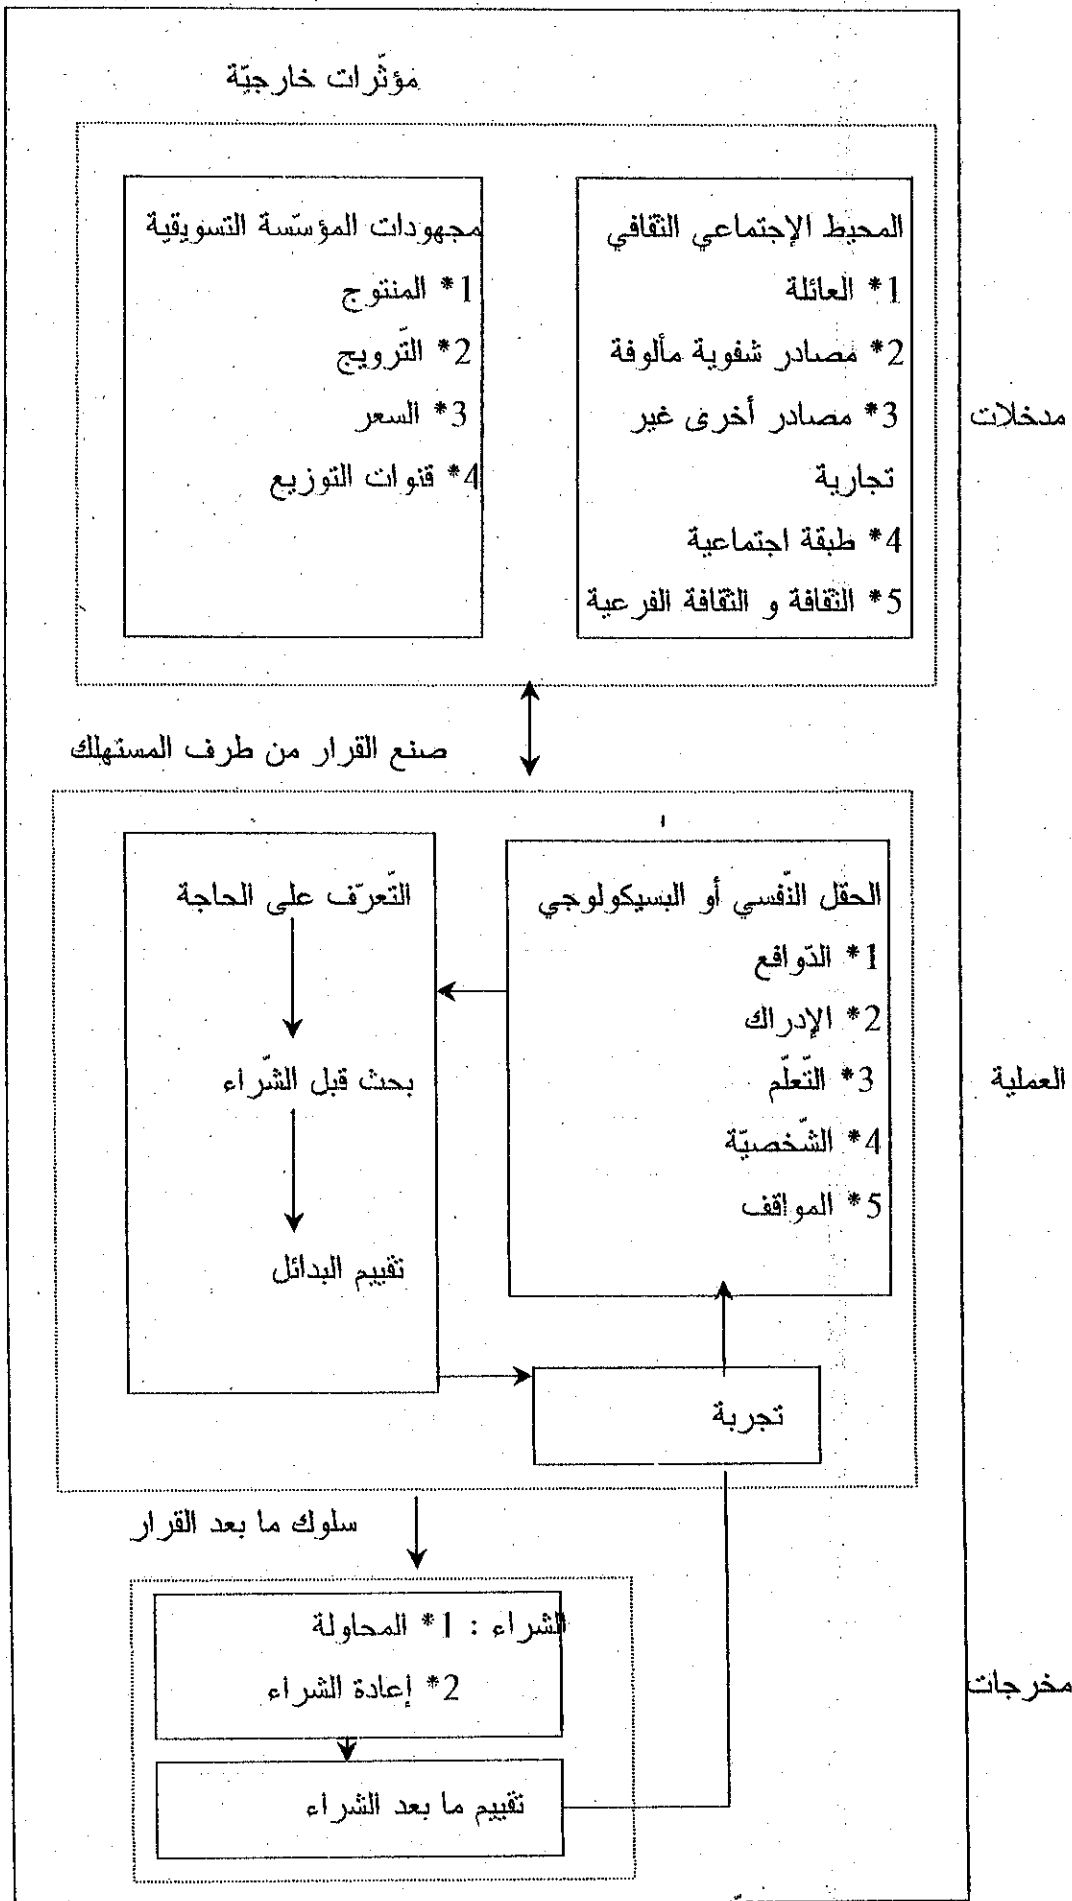 مؤثّرات خارجيّة
المحيط الإجتماعي الثقافي
1* العائلة
2* مصادر شفوية مألوفة
3* مصادر أخرى غير
تجارية
4* طبقة اجتماعية
5* الثقافة و الثقافة الفرعية
مجهودات المؤسّسة التسويقية
1* المنتوج
2* التّرويج
3* السعر
4* قنوات التوزيع
مدخلات
صنع القرار من طرف المستهلك
الحقل النّفسي أو البسيكولوجي
1* الدّوافع
2* الإدراك
3* التّعلّم
4* الشّخصيّة
5* المواقف
التّعرّف على الحاجة
بحث قبل الشّراء
تقييم البدائل
تجربة
العملية
سلوك ما بعد القرار
الشراء : 1* المحاولة
2* إعادة الشراء
تقييم ما بعد الشراء
مخرجات